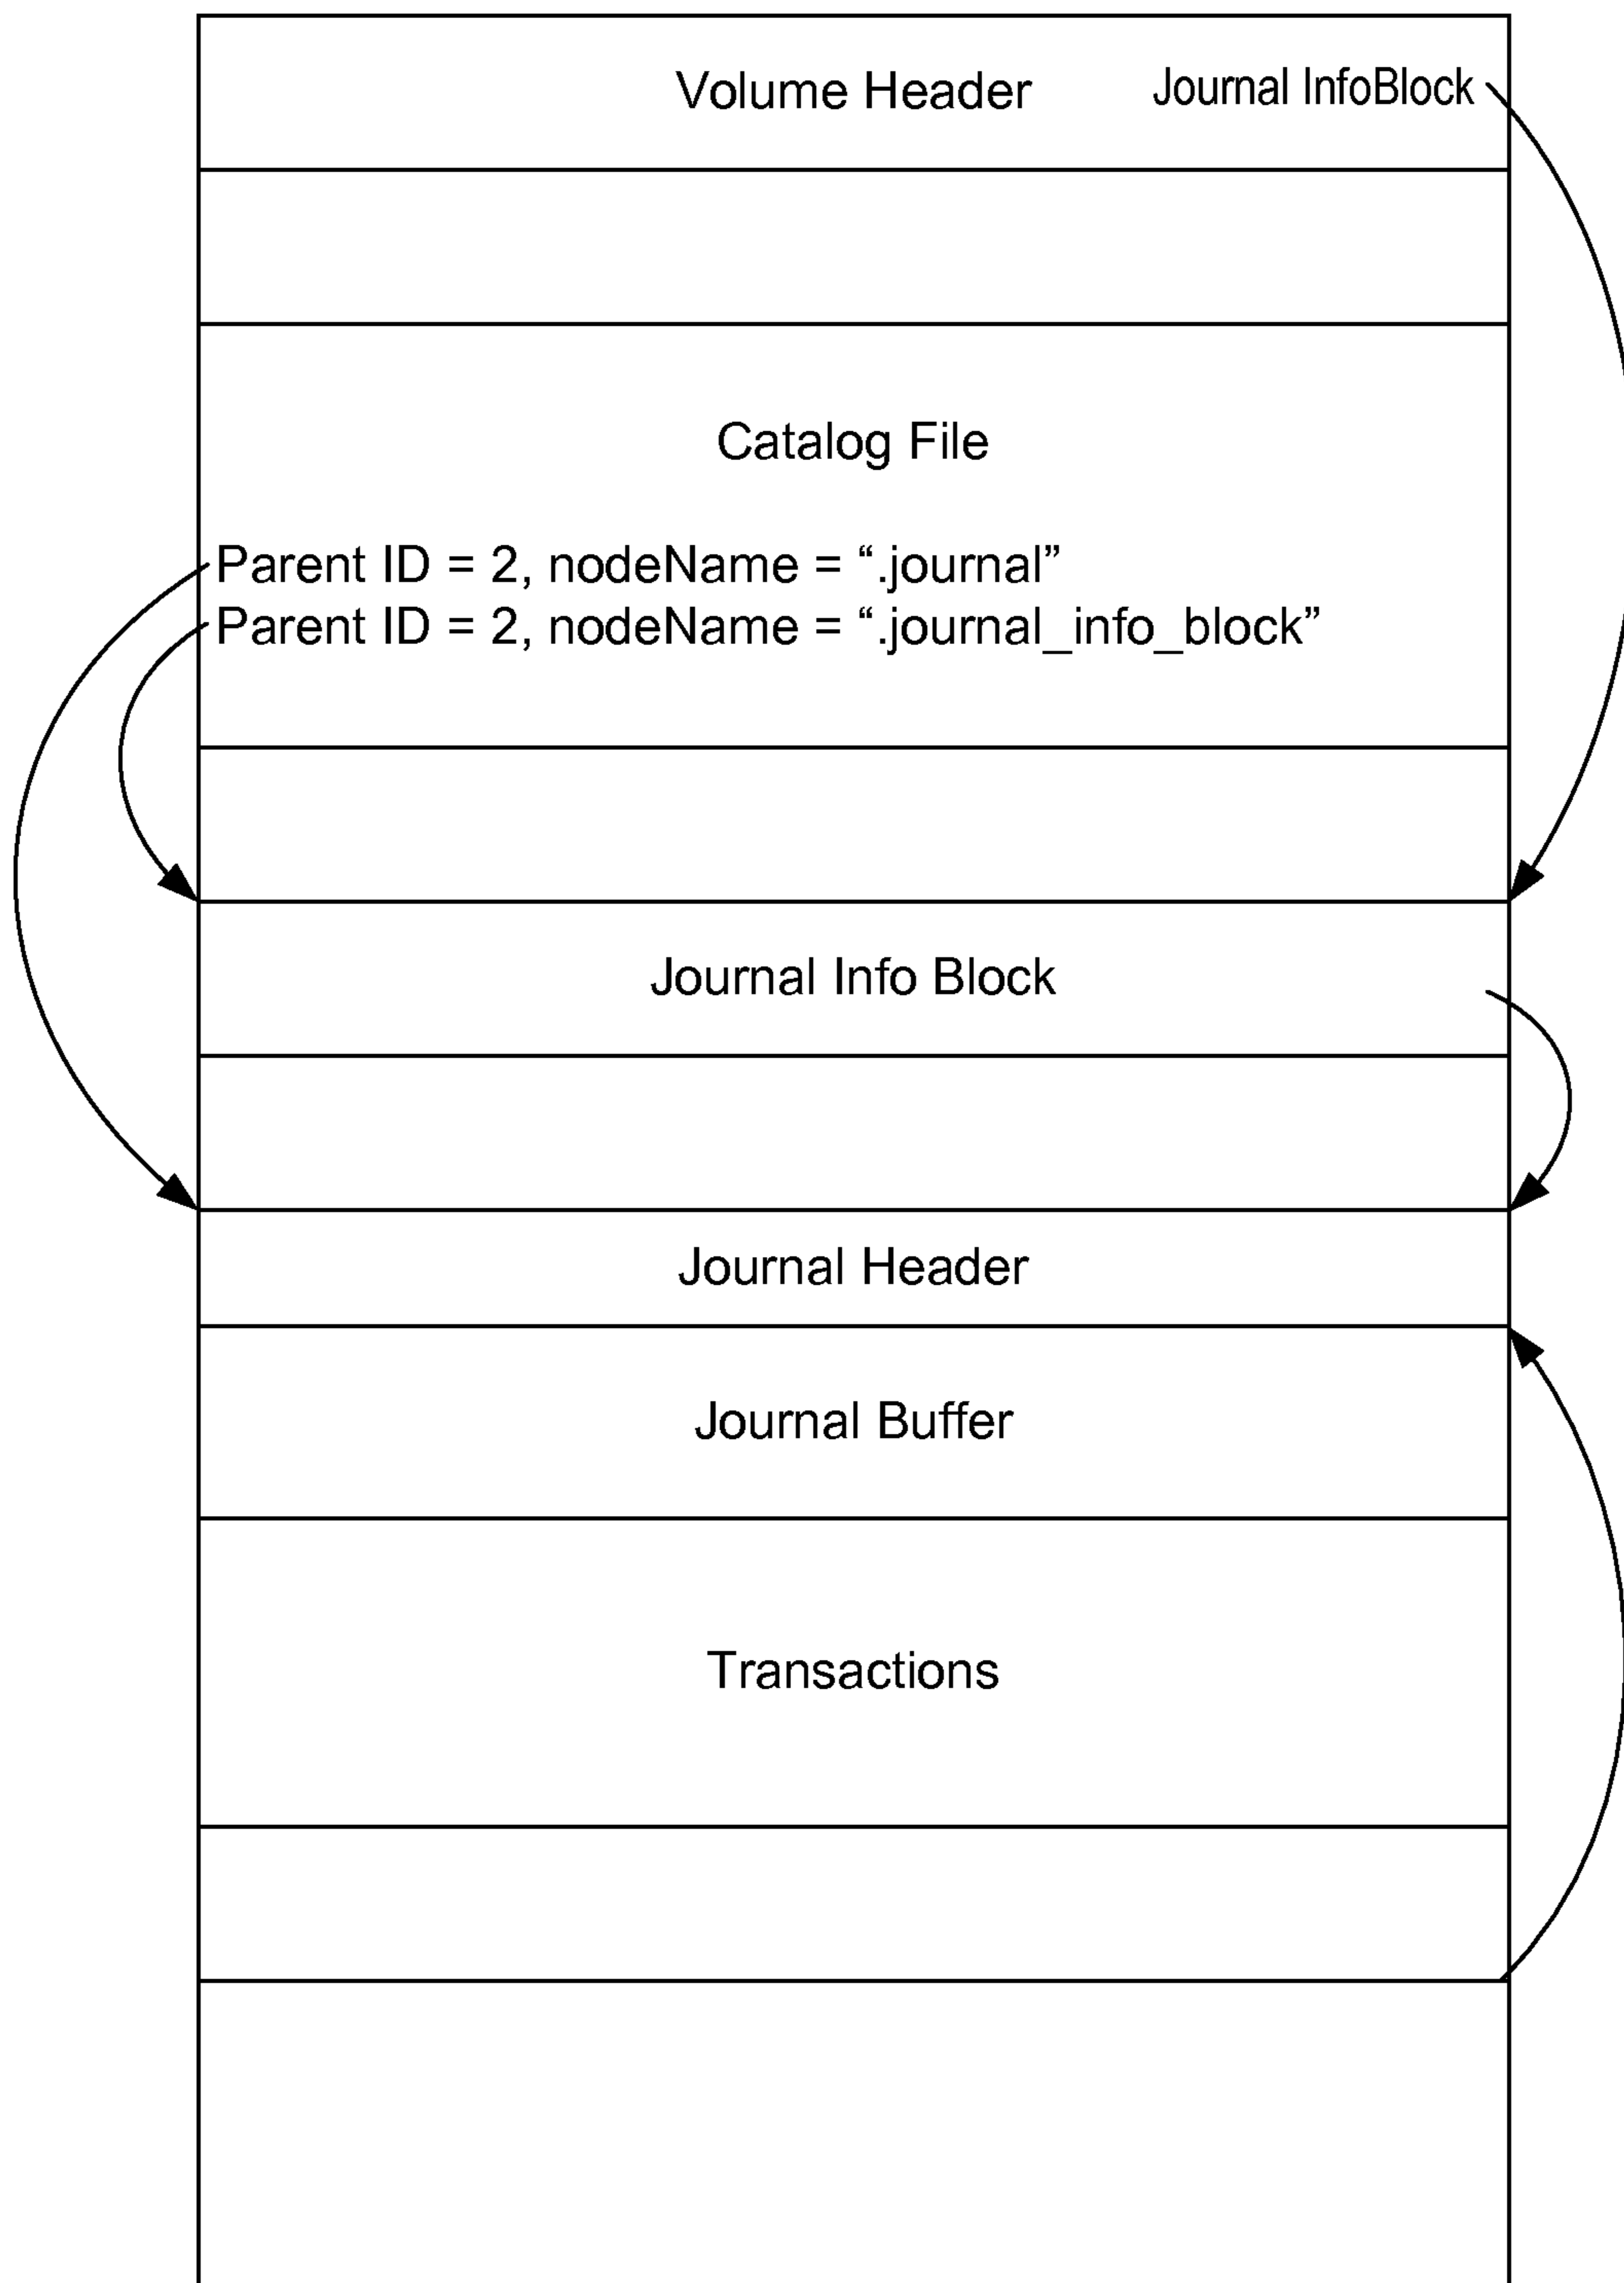 Volume Header
Journal InfoBlock
Catalog File
Parent ID = 2, nodeName = “.journal”
Parent ID = 2, nodeName = “.journal_info_block”
Journal Info Block
Journal Header
Journal Buffer
Transactions